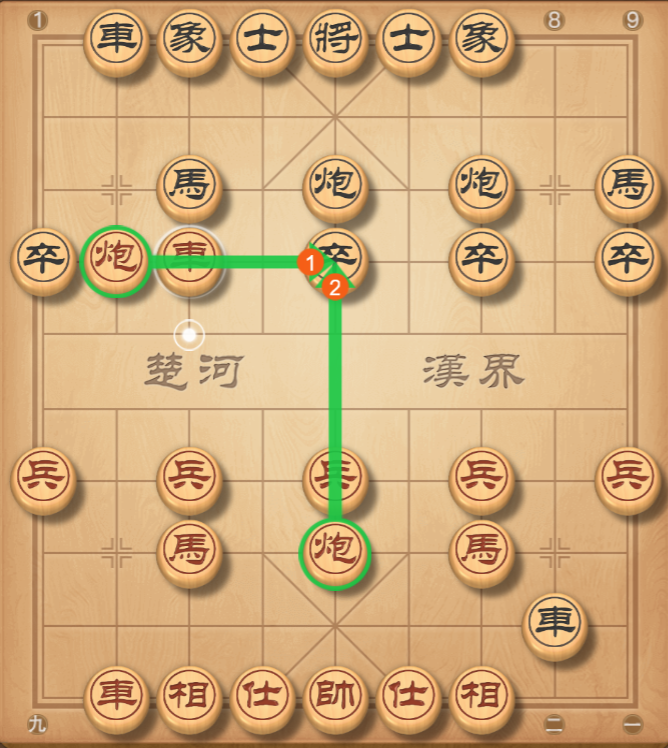 1 8 9
車 象 士 將 士 象
馬 炮 炮 馬
卒 炮 車 卒 卒 卒
1
2
楚河 漢界
兵 兵 兵 兵 兵
馬 炮 馬
車
車 相 仕 帥 仕 相
九 二 一